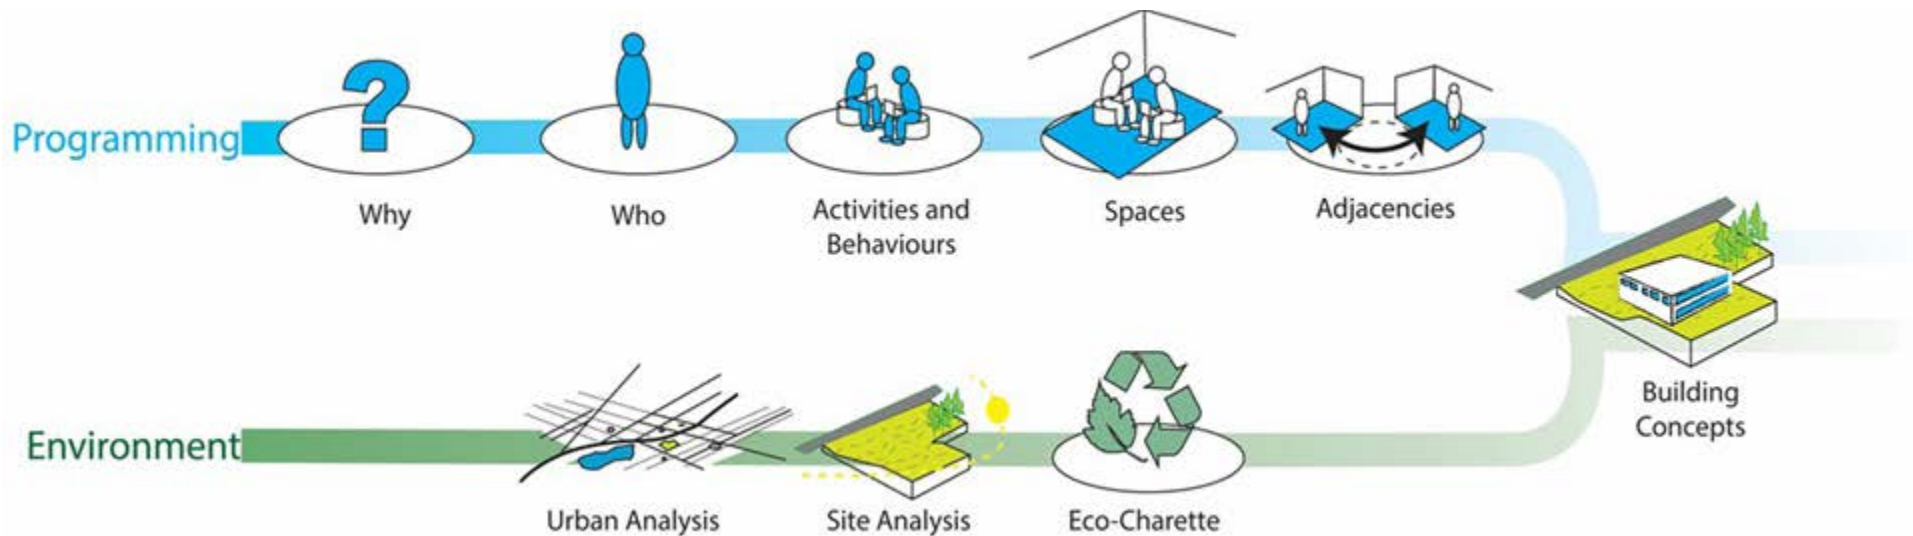 Programming
Why
Who
Activities and
Behaviours
Spaces
Adjacencies
Building
Concepts
Environment
Urban Analysis
Site Analysis
Eco-Charette